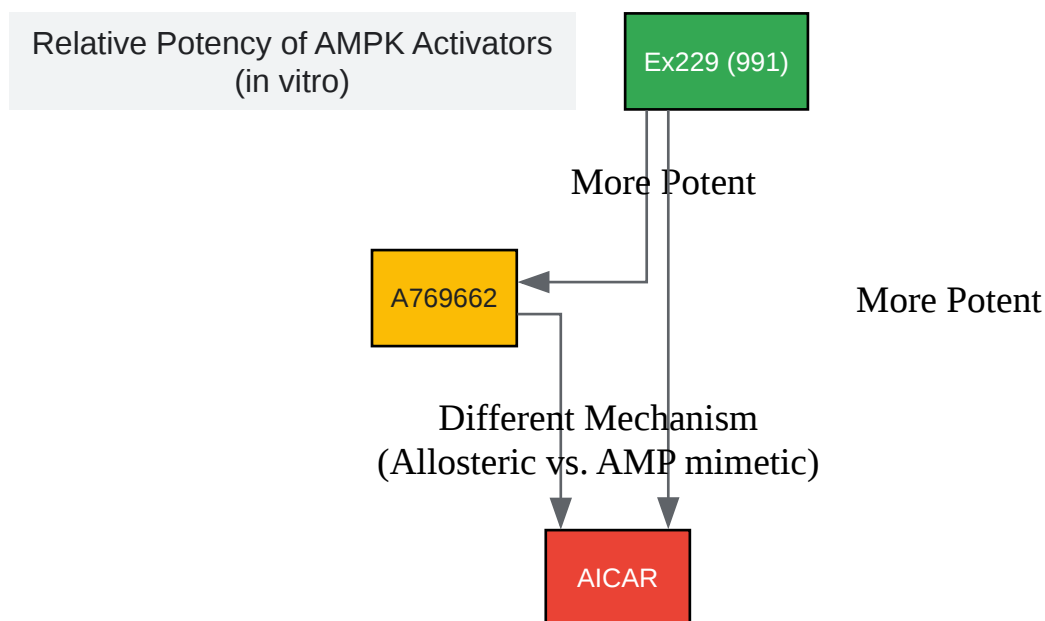 Relative Potency of AMPK Activators
(in vitro)
Ex229 (991)
More Potent
A769662
More Potent
Different Mechanism
(Allosteric vs. AMP mimetic)
AICAR